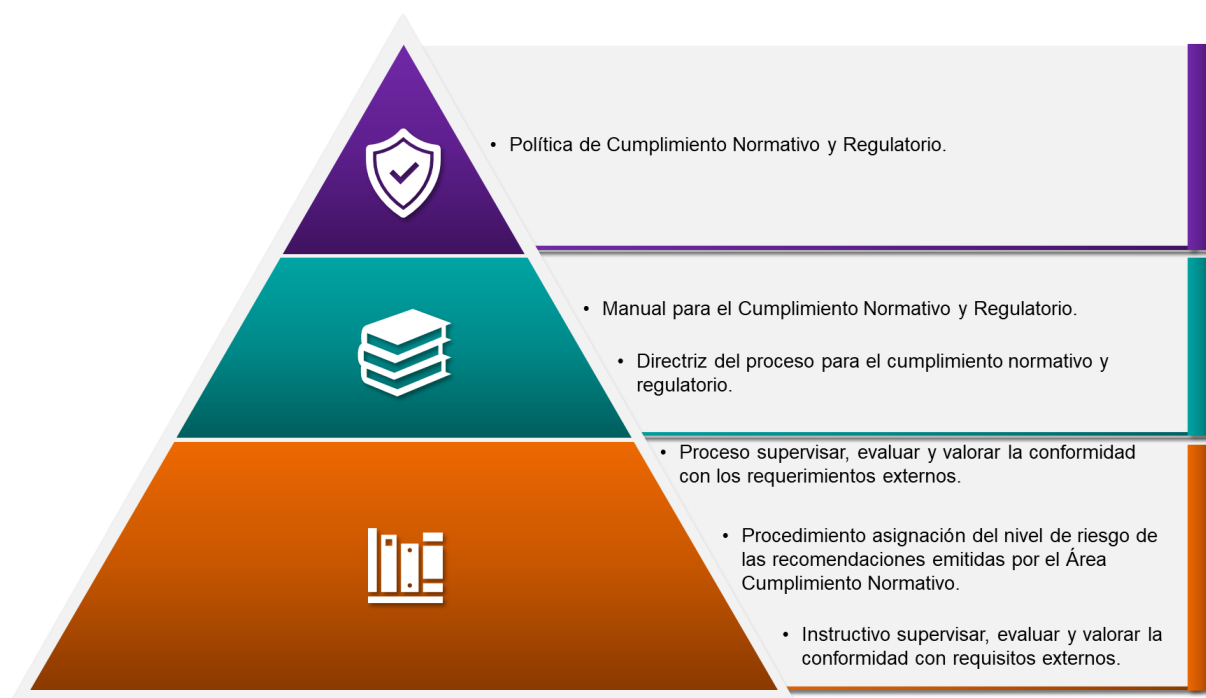 • Política de Cumplimiento Normativo y Regulatorio.
• Manual para el Cumplimiento Normativo y Regulatorio.
• Directriz del proceso para el cumplimiento normativo y
regulatorio.
• Proceso supervisar, evaluar y valorar la conformidad
con los requerimientos externos.
• Procedimiento asignación del nivel de riesgo de
las recomendaciones emitidas por el Área
Cumplimiento Normativo.
• Instructivo supervisar, evaluar y valorar la
conformidad con requisitos externos.